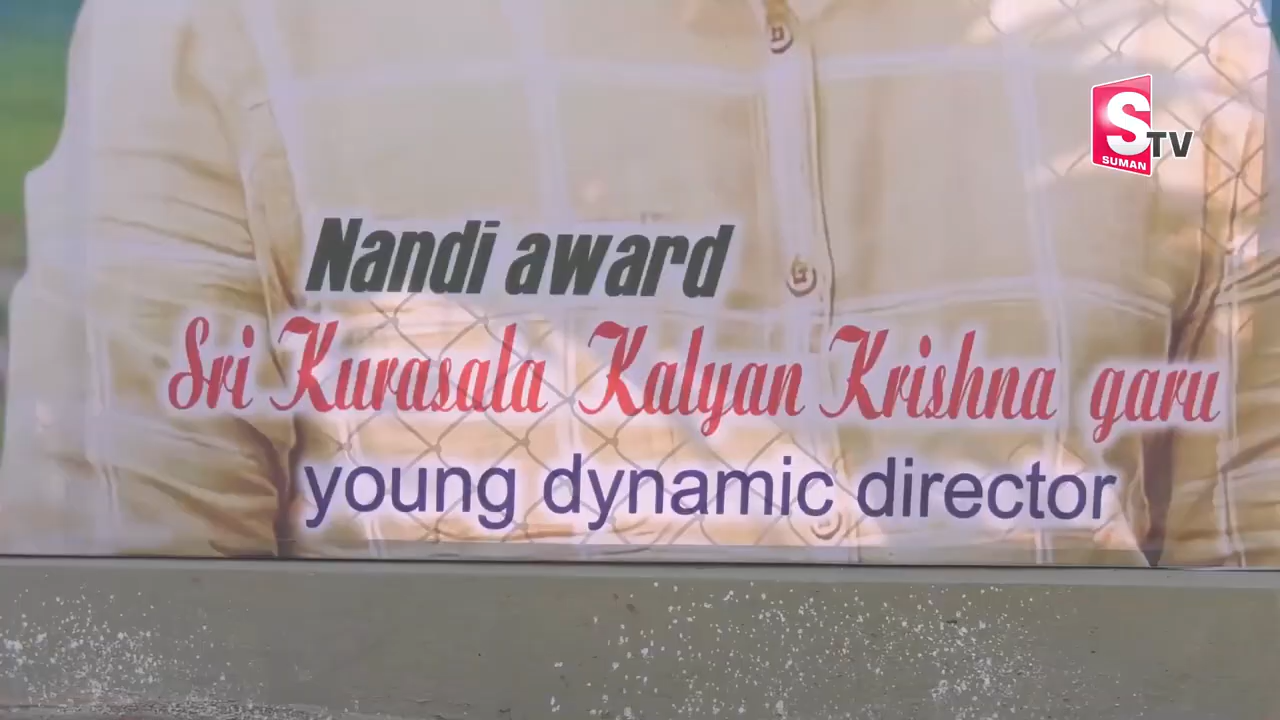 S TV
SUMAN
Nandi award
Sri Kurasala Kalyan Krishna garu
young dynamic director